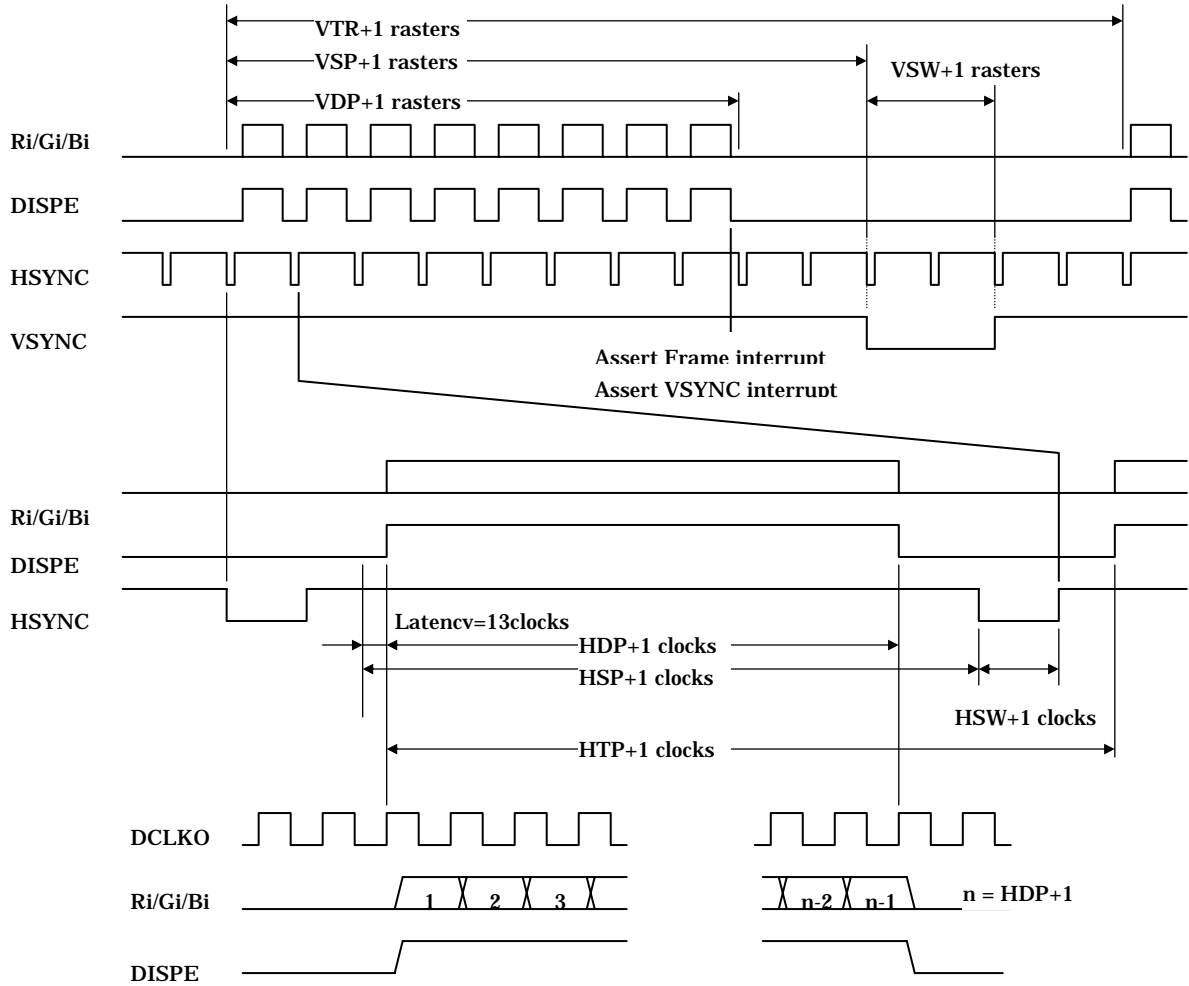 VTR+1 rasters
VSP+1 rasters
VSW+1 rasters
VDP+1 rasters
Ri/Gi/Bi
DISPE
HSYNC
VSYNC
Assert Frame interrupt
Assert VSYNC interrupt
Ri/Gi/Bi
DISPE
HSYNC
Latency=13clocks
HDP+1 clocks
HSP+1 clocks
HSW+1 clocks
HTP+1 clocks
DCLKO
Ri/Gi/Bi
1 2 3 n-2 n-1 n = HDP+1
DISPE